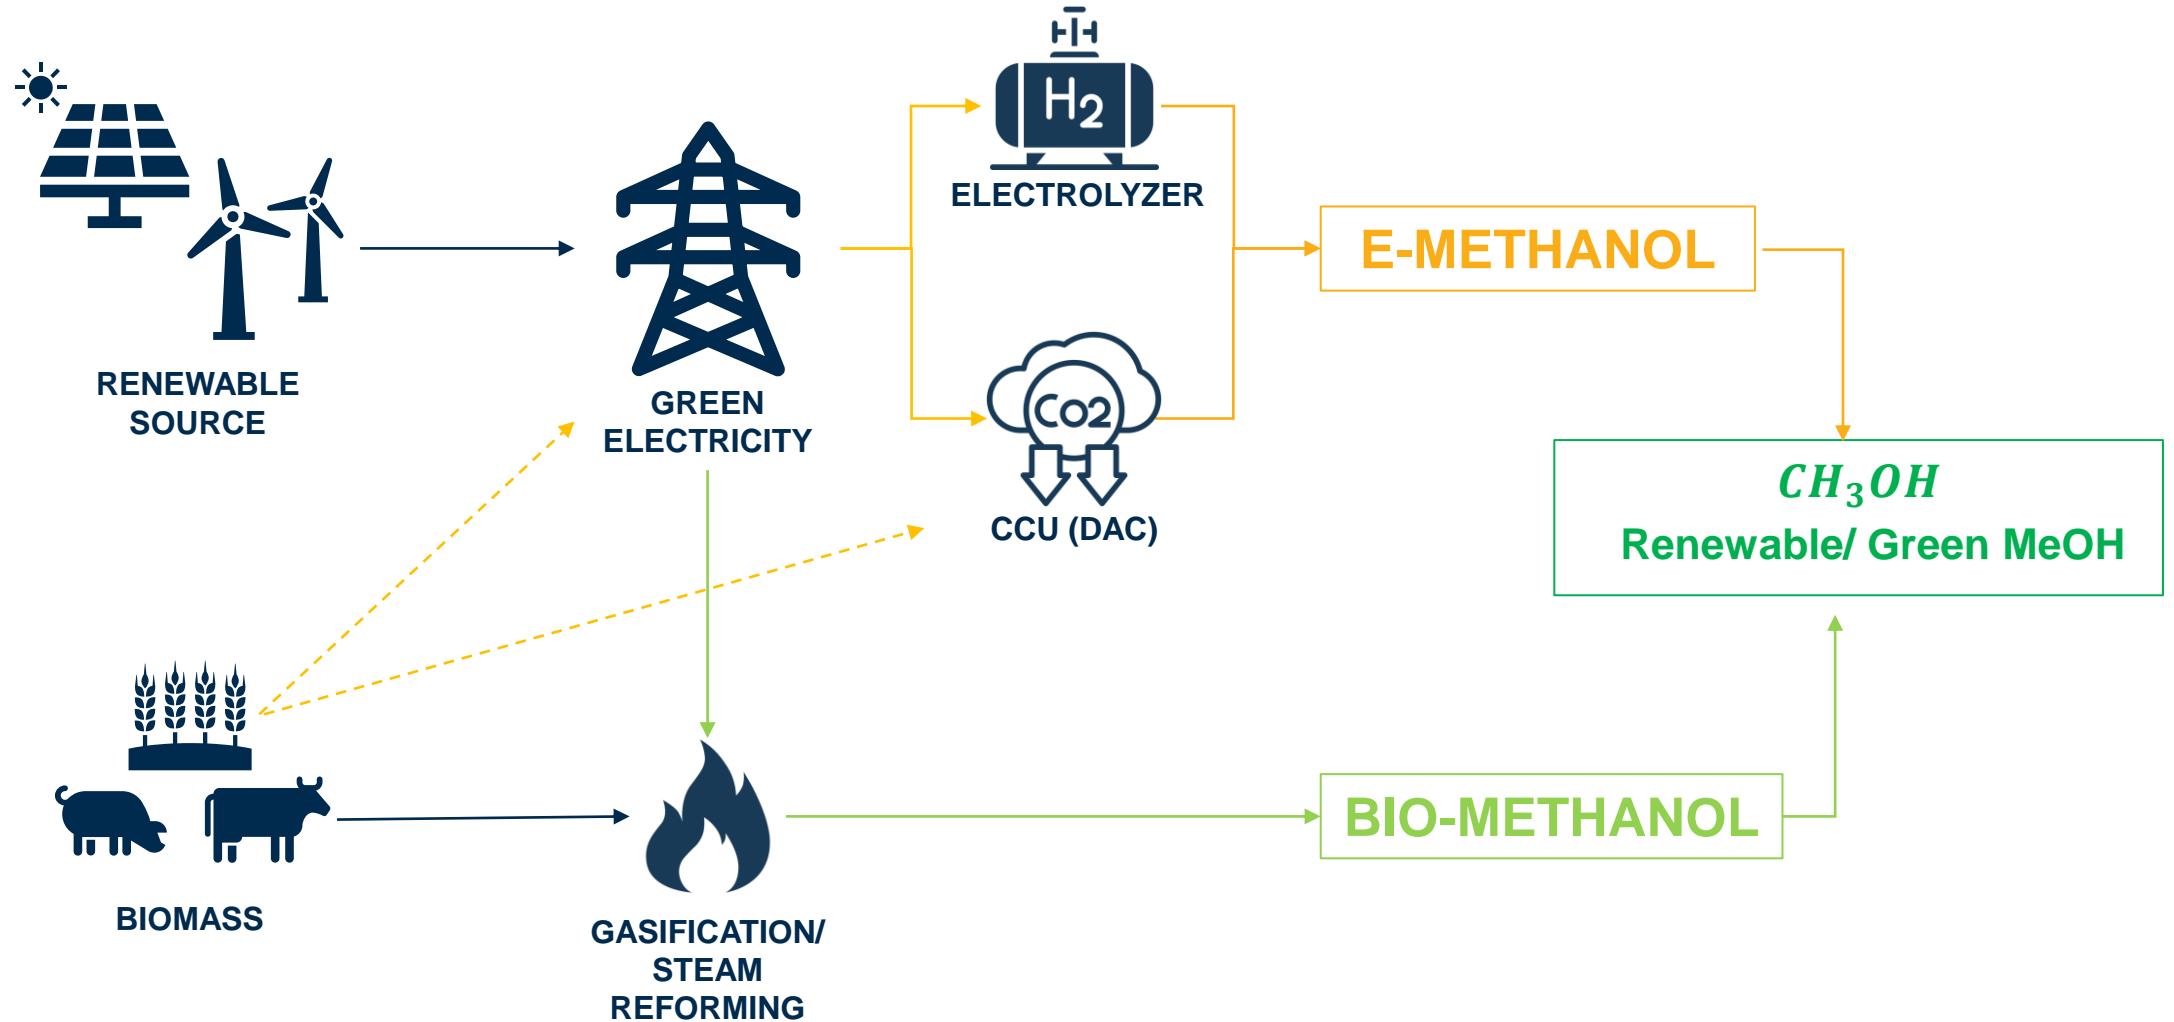 H2
ELECTROLYZER
E-METHANOL
RENEWABLE
SOURCE
GREEN
ELECTRICITY
CO2
CCU (DAC)
CH₃OH
Renewable/ Green MeOH
BIOMASS
GASIFICATION/
STEAM
REFORMING
BIO-METHANOL